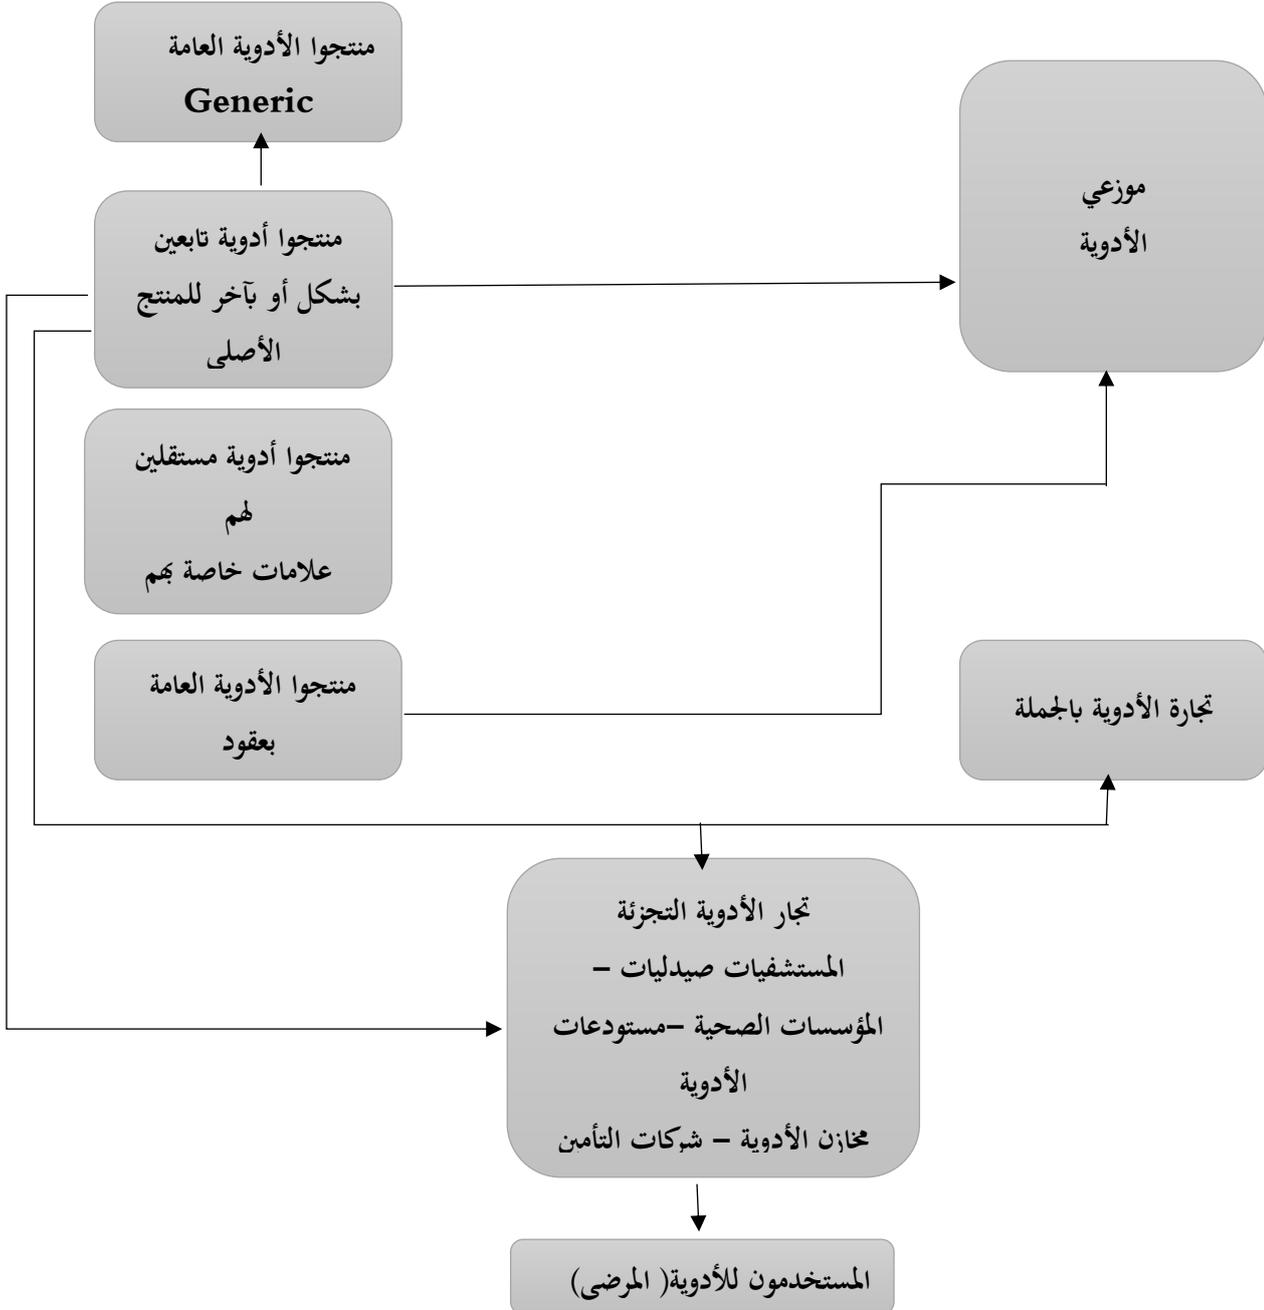 منتجوا الأدوية العامة
Generic
موزعي
الأدوية
منتجوا أدوية تابعين
بشكل أو بآخر للمنتج
الأصلي
منتجوا أدوية مستقلين
لهم
علامات خاصة بهم
منتجوا الأدوية العامة
بعقود
تجارة الأدوية بالجملة
تجار الأدوية التجزئة
المستشفيات صيدليات –
المؤسسات الصحية –مستودعات
الأدوية
مخازن الأدوية – شركات التأمين
المستخدمون للأدوية( المرضى)